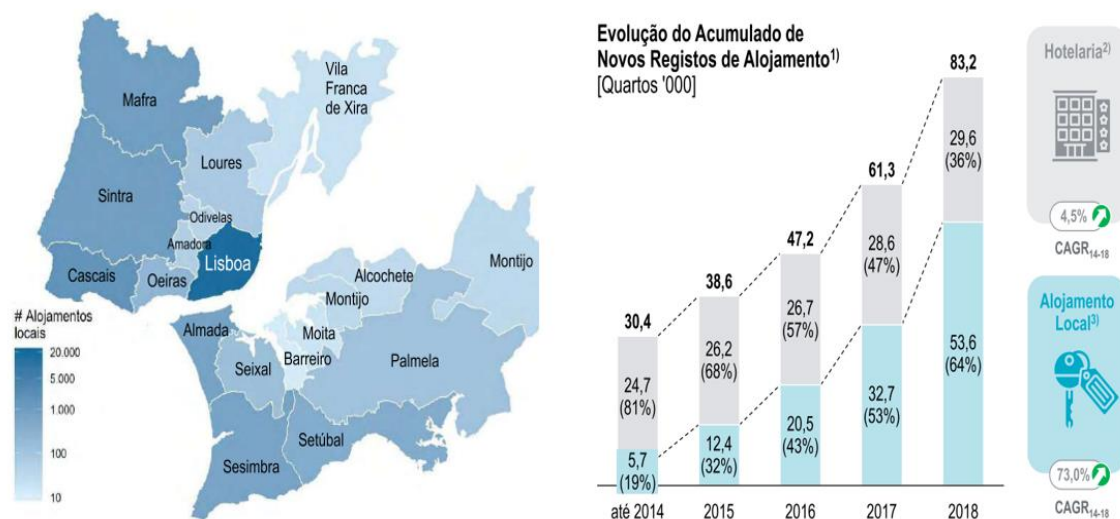 Vila
Franca
de Xira
Mafra
Loures
Sintra
Odivelas
Amadora
Lisboa
Cascais
Oeiras
Alcochete
Montijo
Montijo
Almada
Moita
Barreiro
Seixal
Palmela
Setúbal
Sesimbra
# Alojamentos
locais
20.000
5.000
1.000
100
10
Evolução do Acumulado de
Novos Registos de Alojamento1)
[Quartos '000]
30,4
24,7
(81%)
5,7
(19%)
até 2014
38,6
26,2
(68%)
12,4
(32%)
2015
47,2
26,7
(57%)
20,5
(43%)
2016
61,3
28,6
(47%)
32,7
(53%)
2017
83,2
29,6
(36%)
53,6
(64%)
2018
Hotelaria2)
4,5%
CAGR14-18
Alojamento
Local3)
73,0%
CAGR14-18